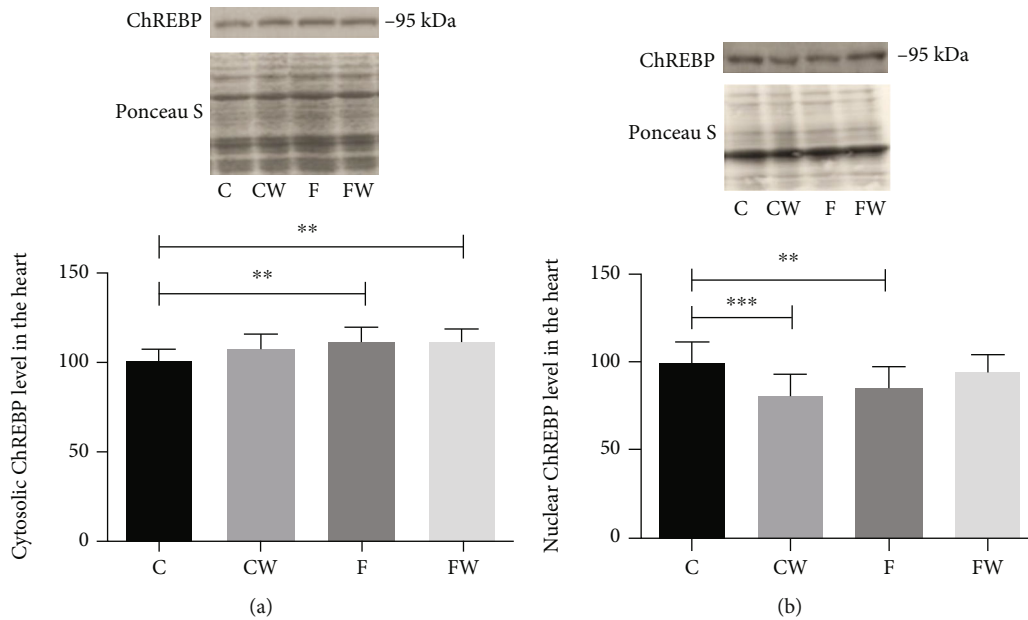 ChREBP
–95 kDa
Ponceau S
C CW F FW
Cytosolic ChREBP level in the heart
150
100
50
0
**
**
C CW F FW
(a)
ChREBP
–95 kDa
Ponceau S
C CW F FW
Nuclear ChREBP level in the heart
150
100
50
0
**
***
C CW F FW
(b)